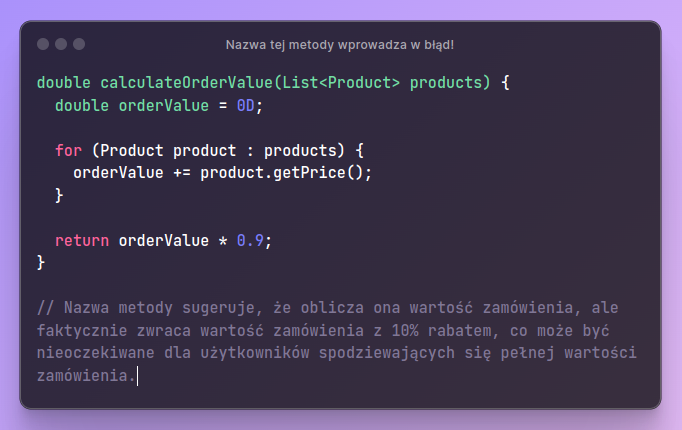 Nazwa tej metody wprowadza w błąd!
double calculateOrderValue(List<Product> products) {
  double orderValue = 0D;

  for (Product product : products) {
    orderValue += product.getPrice();
  }

  return orderValue * 0.9;
}

// Nazwa metody sugeruje, że oblicza ona wartość zamówienia, ale
faktycznie zwraca wartość zamówienia z 10% rabatem, co może być
nieoczekiwane dla użytkowników spodziewających się pełnej wartości
zamówienia.